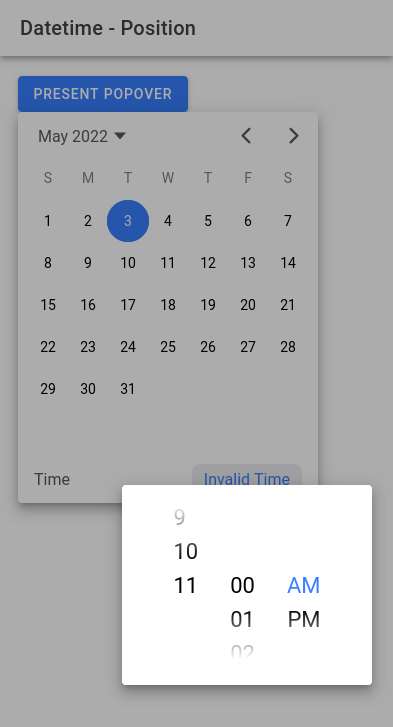 Datetime - Position
PRESENT POPOVER
May 2022
S M T W T F S
1 2 3 4 5 6 7
8 9 10 11 12 13 14
15 16 17 18 19 20 21
22 23 24 25 26 27 28
29 30 31
Time Invalid Time
9
10
11 00 AM
01 PM
02